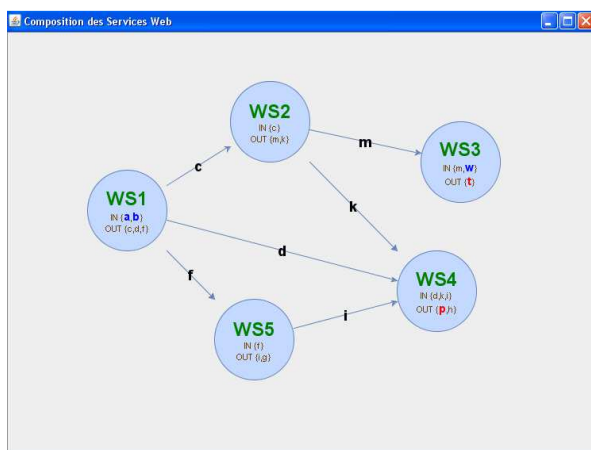 Composition des Services Web
WS2
IN {c}
OUT {m,k}
m
WS3
IN {m,w}
OUT {t}
c
WS1
IN {a,b}
OUT {c,d,f}
k
d
f
WS4
IN {d,k,i}
OUT {p,h}
i
WS5
IN {f}
OUT {i,g}